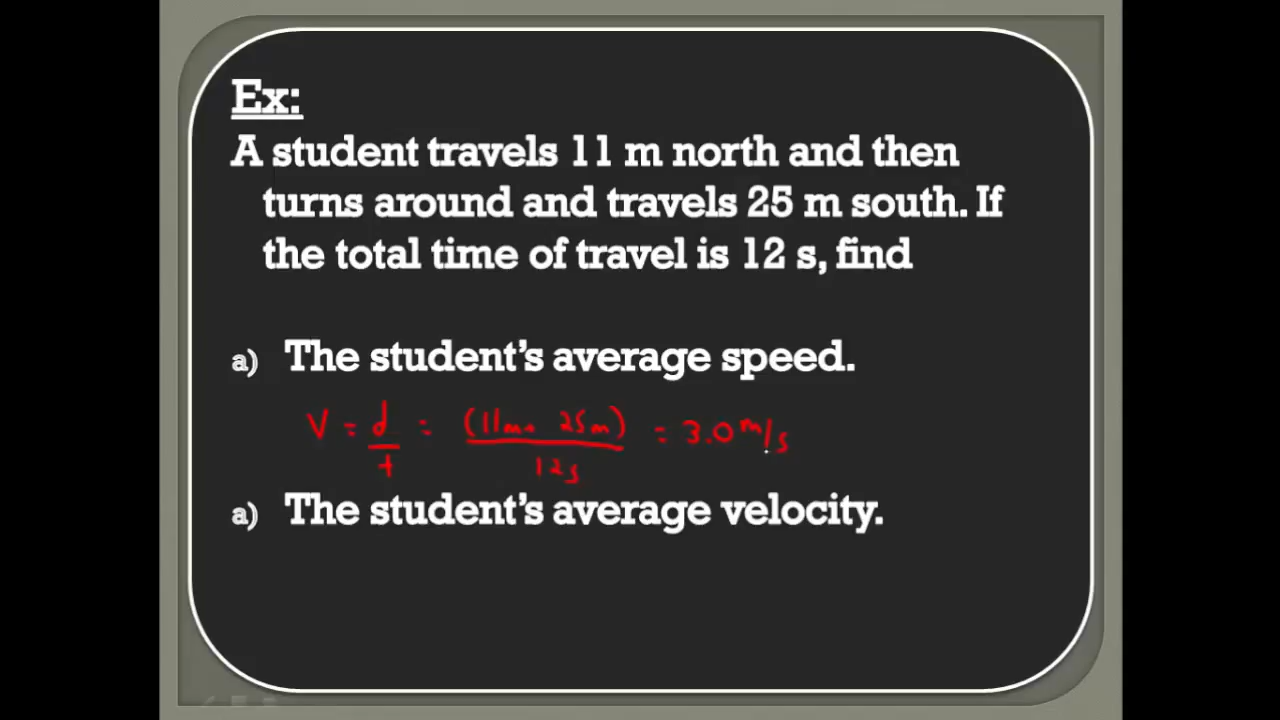 Ex:
A student travels 11 m north and then
turns around and travels 25 m south. If
the total time of travel is 12 s, find
a) The student's average speed.
V = d/t = (11m+ 25m)/12s = 3.0 m/s
a) The student's average velocity.